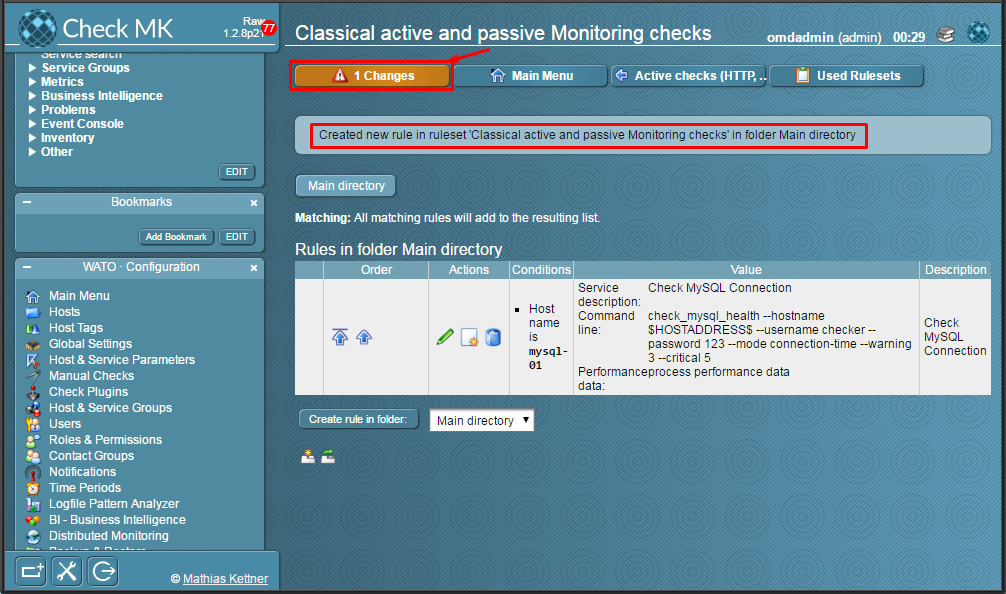 Check MK
Raw
1.2.8p21
77
Classical active and passive Monitoring checks
omdadmin (admin) 00:29
1 Changes
Main Menu
Active checks (HTTP, ..
Used Rulesets
Service search
Service Groups
Metrics
Business Intelligence
Problems
Event Console
Inventory
Other
EDIT
Bookmarks
Add Bookmark
EDIT
WATO · Configuration
Main Menu
Hosts
Host Tags
Global Settings
Host & Service Parameters
Manual Checks
Check Plugins
Host & Service Groups
Users
Roles & Permissions
Contact Groups
Notifications
Time Periods
Logfile Pattern Analyzer
BI - Business Intelligence
Distributed Monitoring
© Mathias Kettner
Created new rule in ruleset 'Classical active and passive Monitoring checks' in folder Main directory
Main directory
Matching: All matching rules will add to the resulting list.
Rules in folder Main directory
Order Actions Conditions Value Description
Host
name
is
mysql-
01
Service Check MySQL Connection
description:
Command check_mysql_health --hostname
line: $HOSTADDRESS$ --username checker --
password 123 --mode connection-time --warning
3 --critical 5
Performance process performance data
data:
Check
MySQL
Connection
Create rule in folder:
Main directory